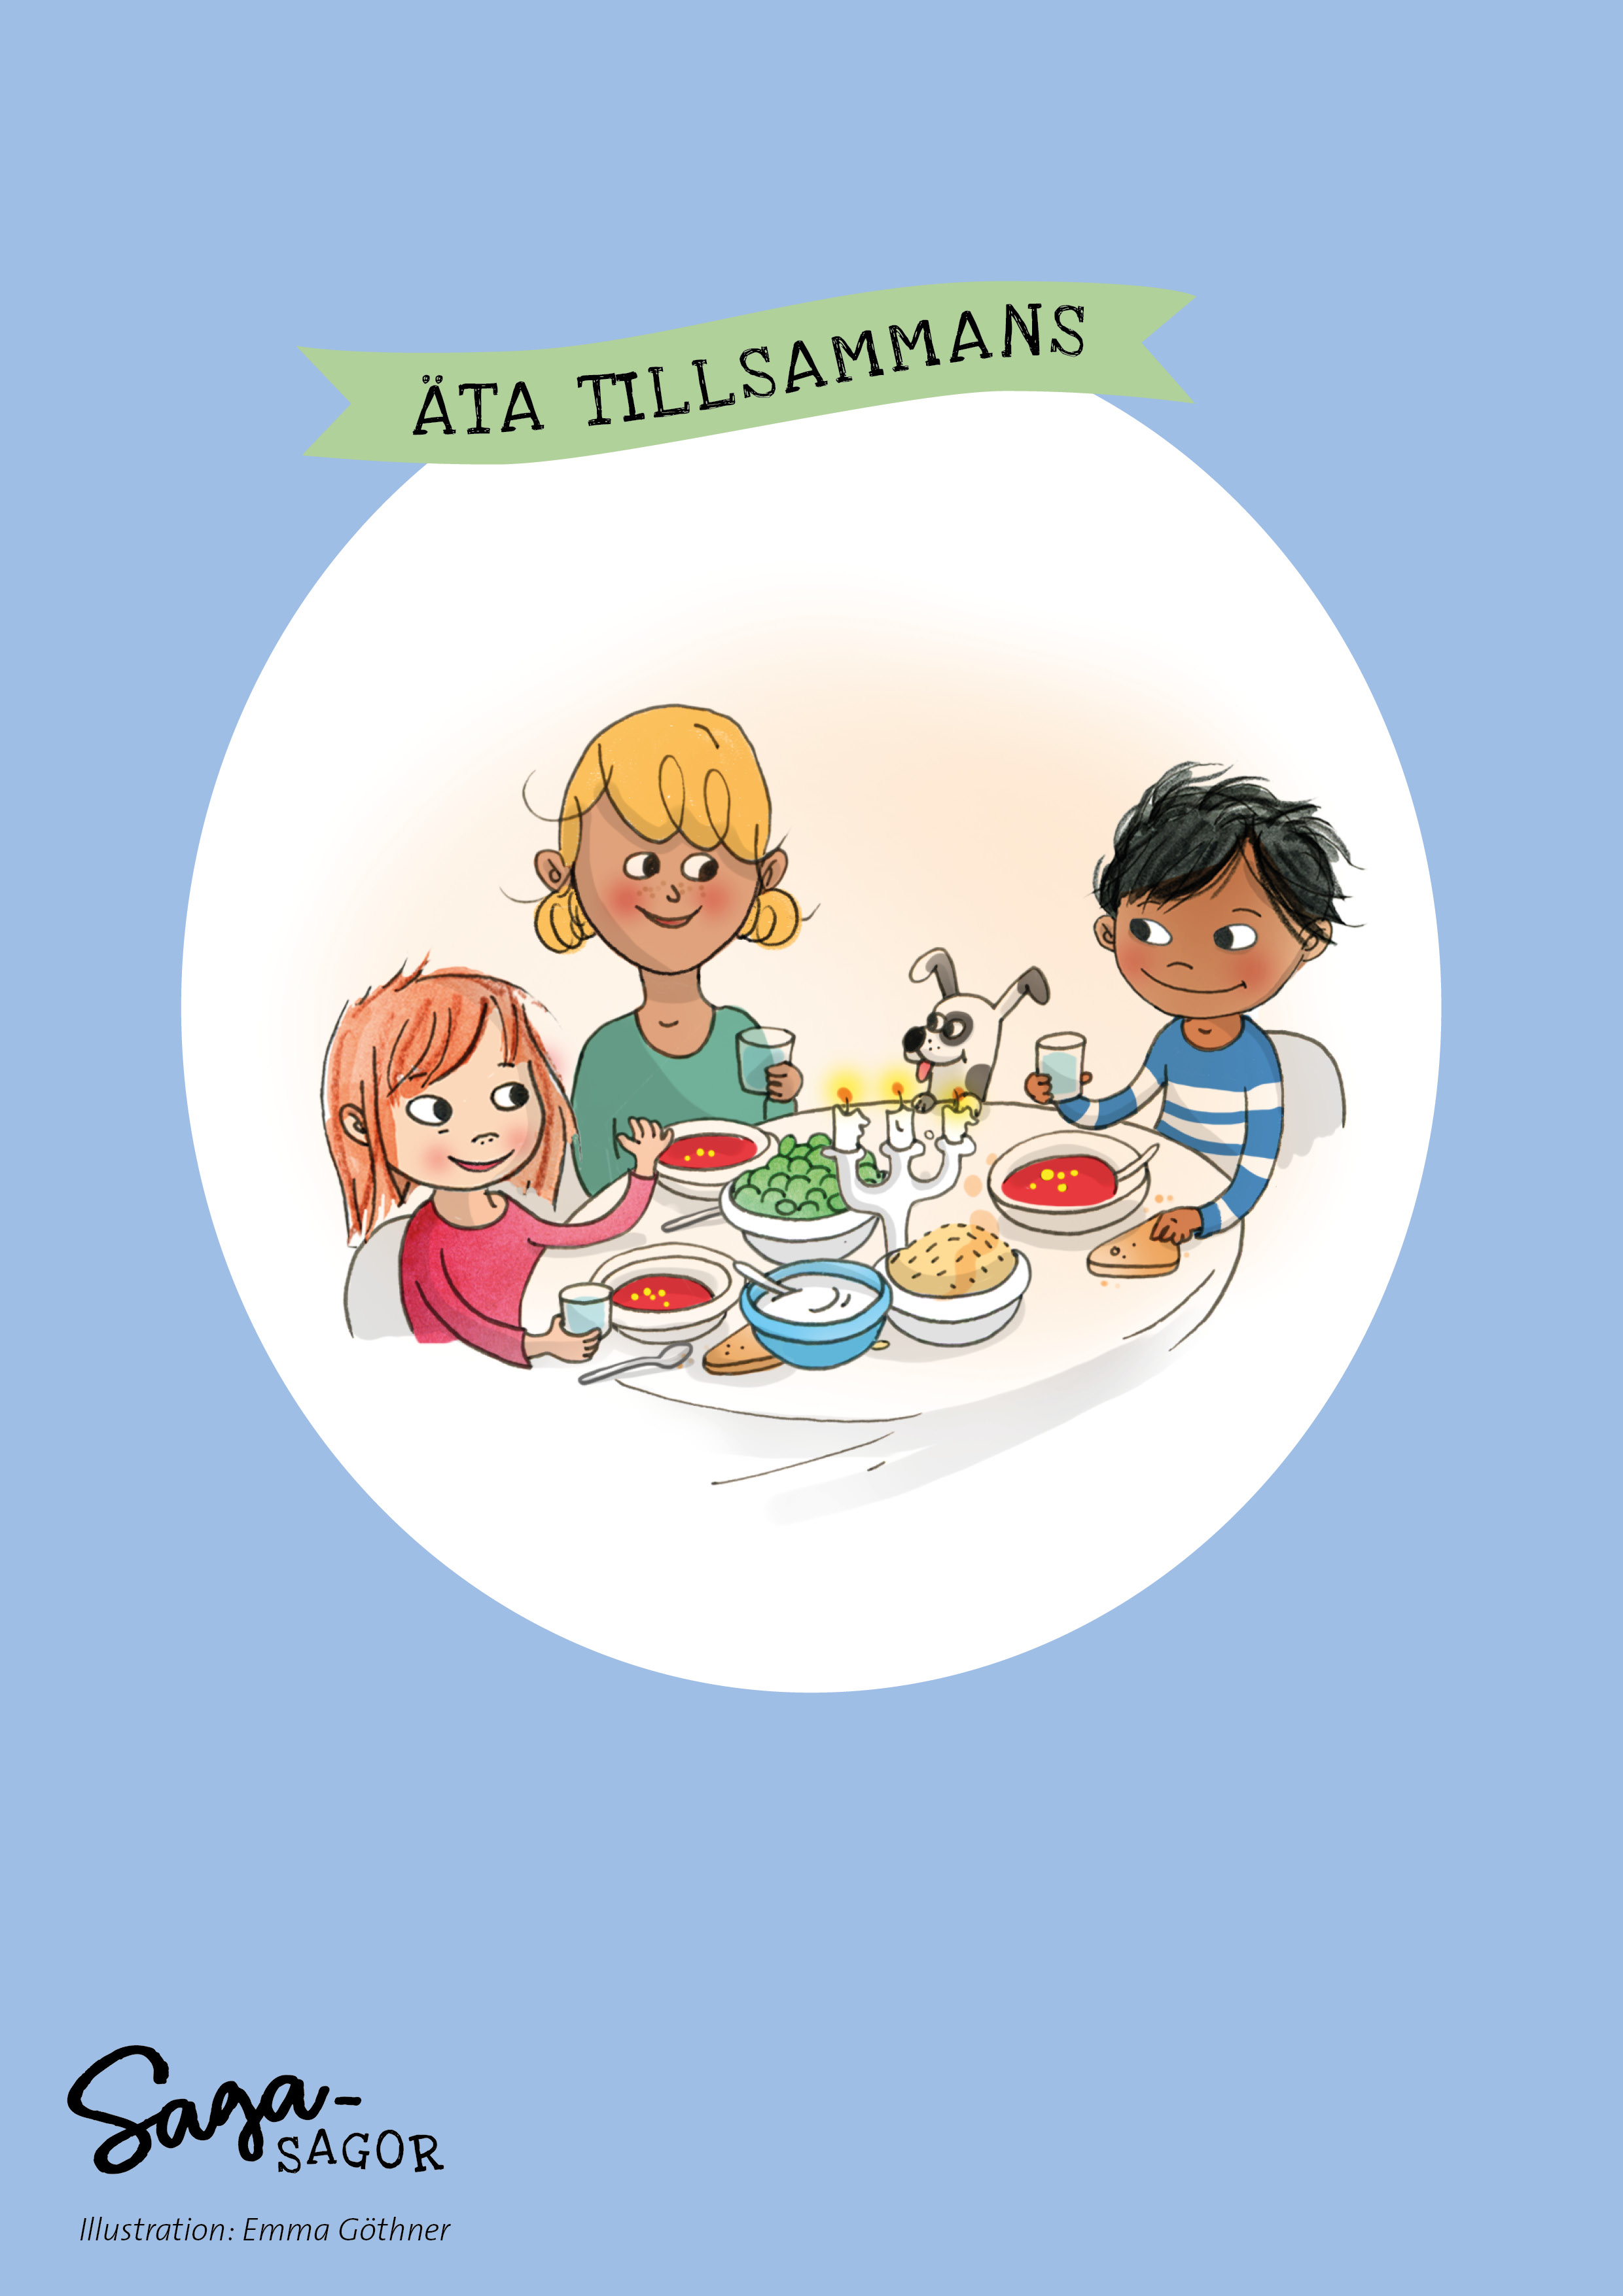 ÄTA TILLSAMMANS
Saga-
SAGOR
Illustration: Emma Göthner